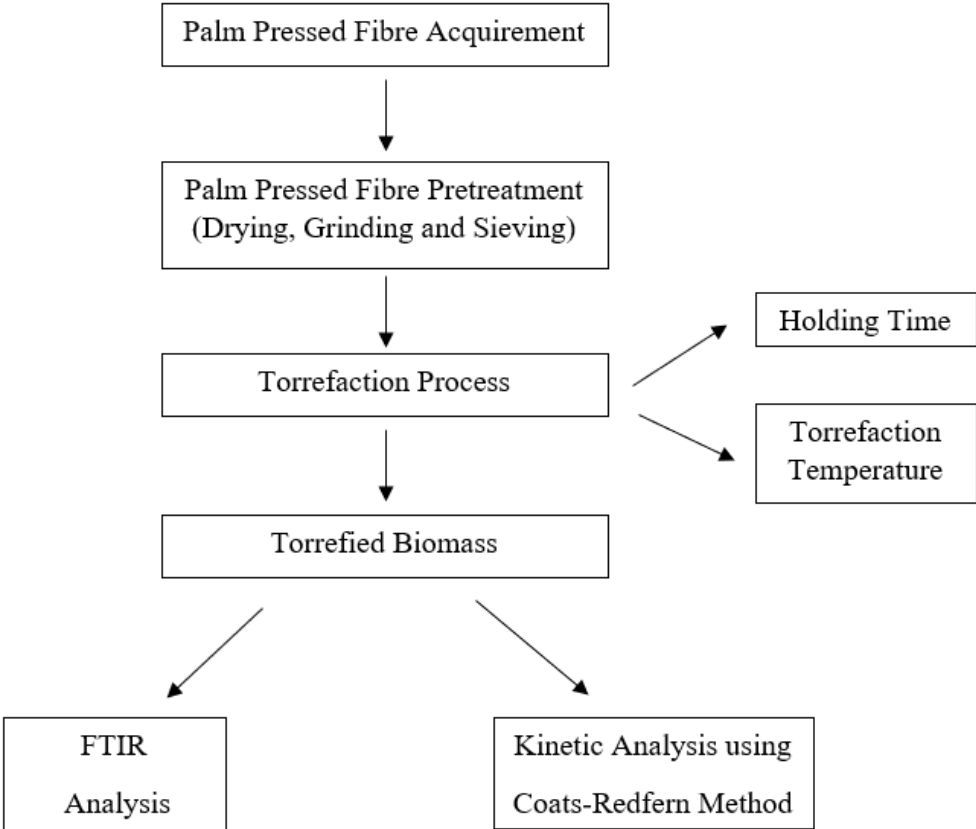 Palm Pressed Fibre Acquirement
Palm Pressed Fibre Pretreatment
(Drying, Grinding and Sieving)
Holding Time
Torrefaction Process
Torrefaction
Temperature
Torrefied Biomass
FTIR
Analysis
Kinetic Analysis using
Coats-Redfern Method